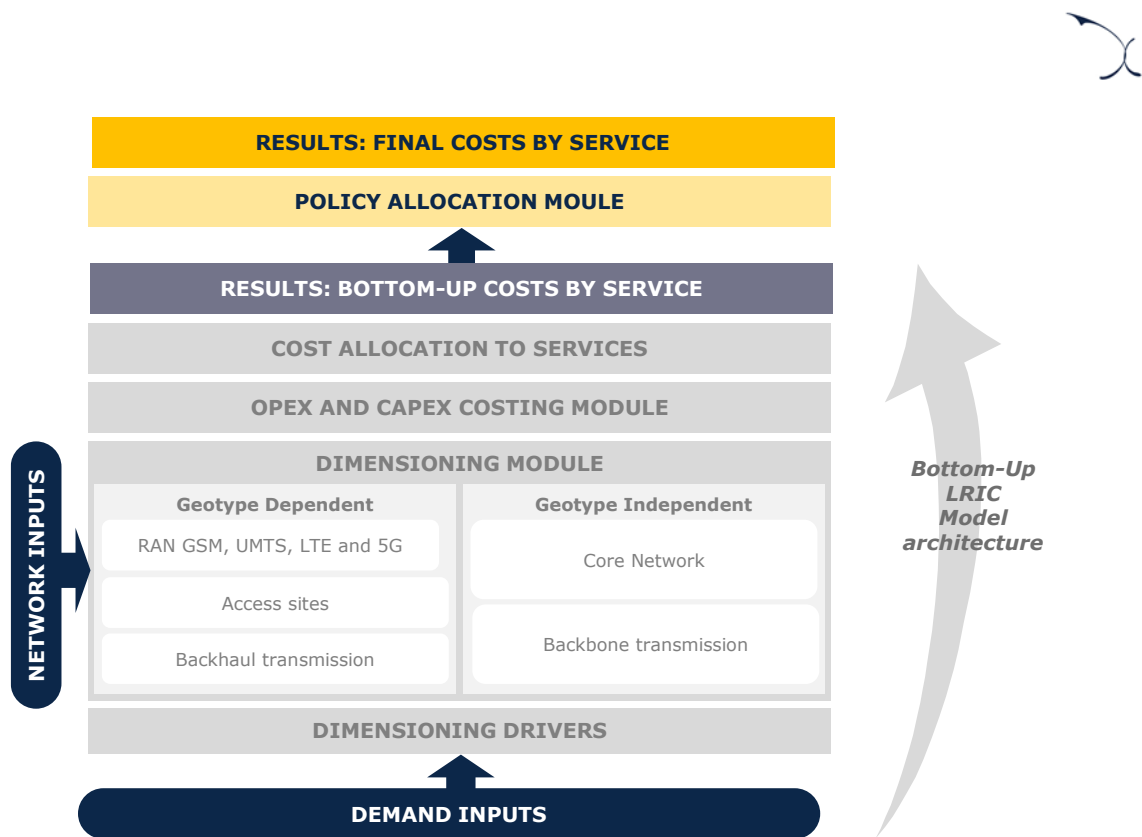 RESULTS: FINAL COSTS BY SERVICE
POLICY ALLOCATION MOULE
RESULTS: BOTTOM-UP COSTS BY SERVICE
COST ALLOCATION TO SERVICES
OPEX AND CAPEX COSTING MODULE
NETWORK INPUTS
DIMENSIONING MODULE
Geotype Dependent
RAN GSM, UMTS, LTE and 5G
Access sites
Backhaul transmission
Geotype Independent
Core Network
Backbone transmission
DIMENSIONING DRIVERS
DEMAND INPUTS
Bottom-Up
LRIC
Model
architecture